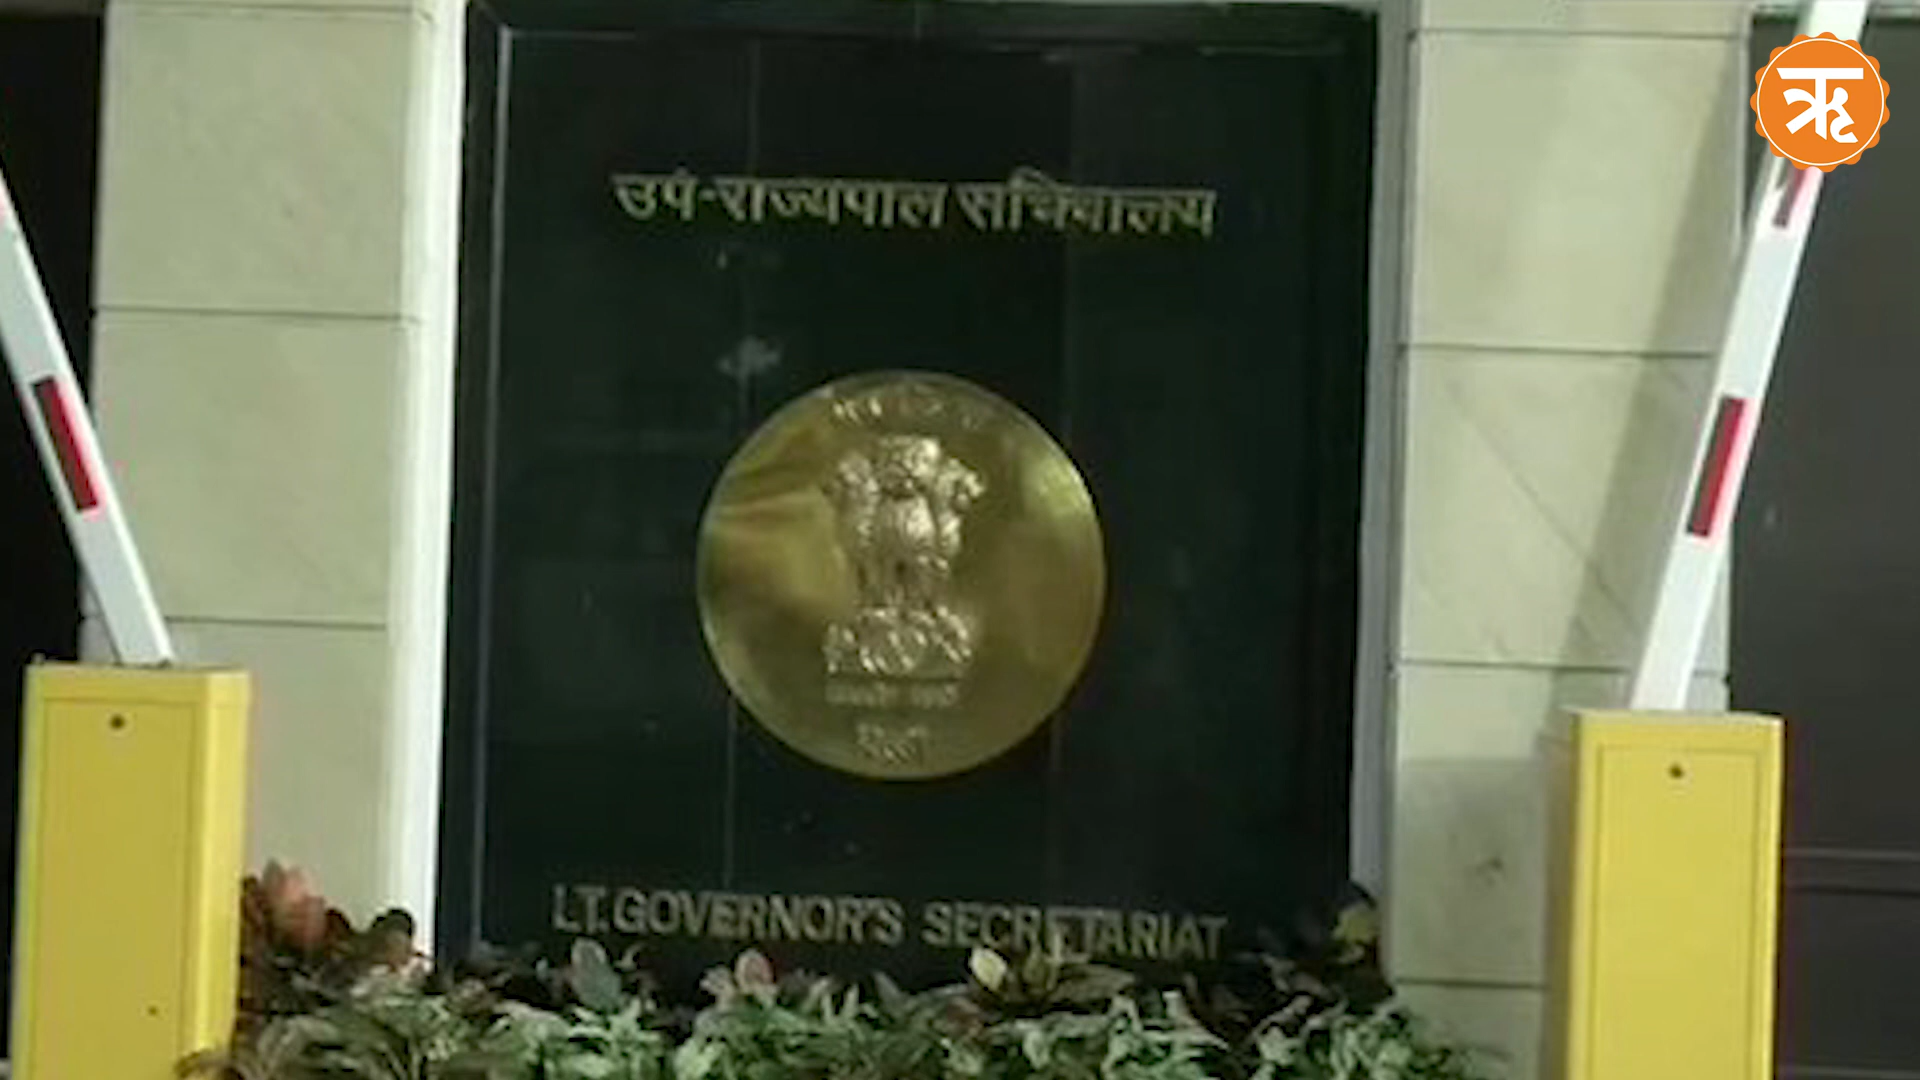 ऋ
उप-राज्यपाल सचिवालय
दिल्ली
LT. GOVERNOR'S SECRETARIAT